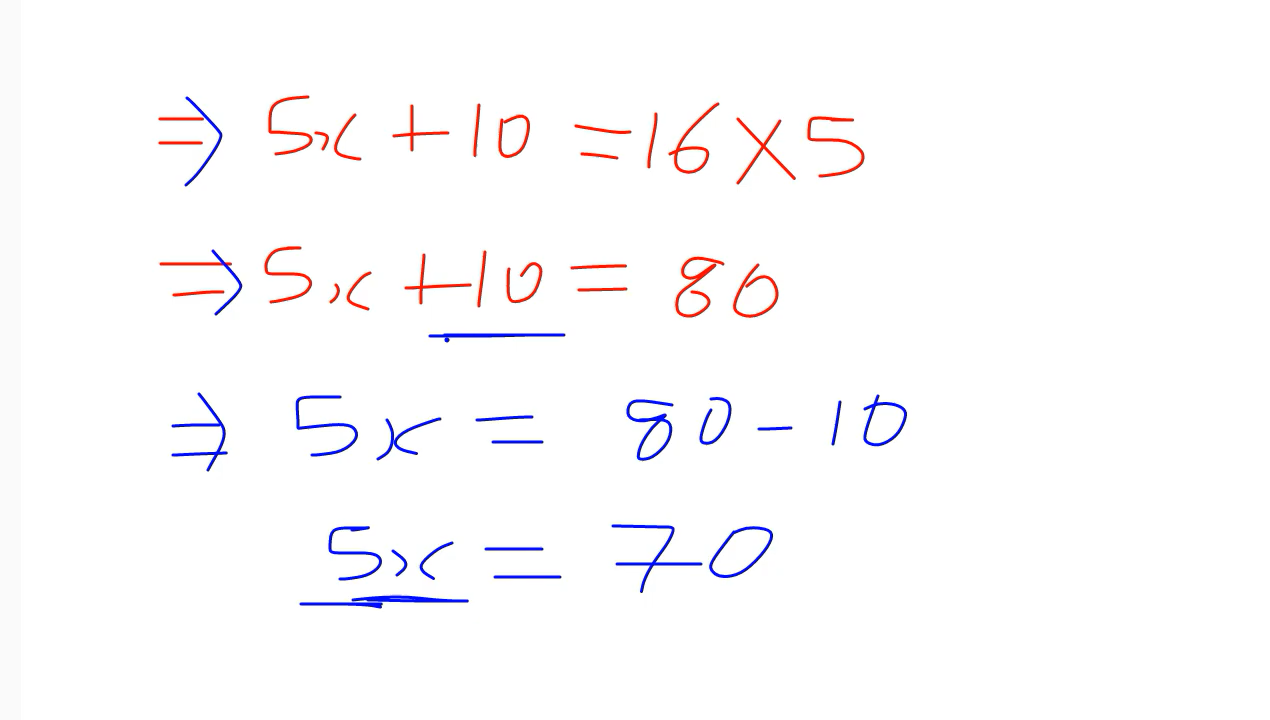 ⇒ 5x + 10 = 16 × 5
⇒ 5x + 10 = 80
⇒ 5x = 80 - 10
5x = 70